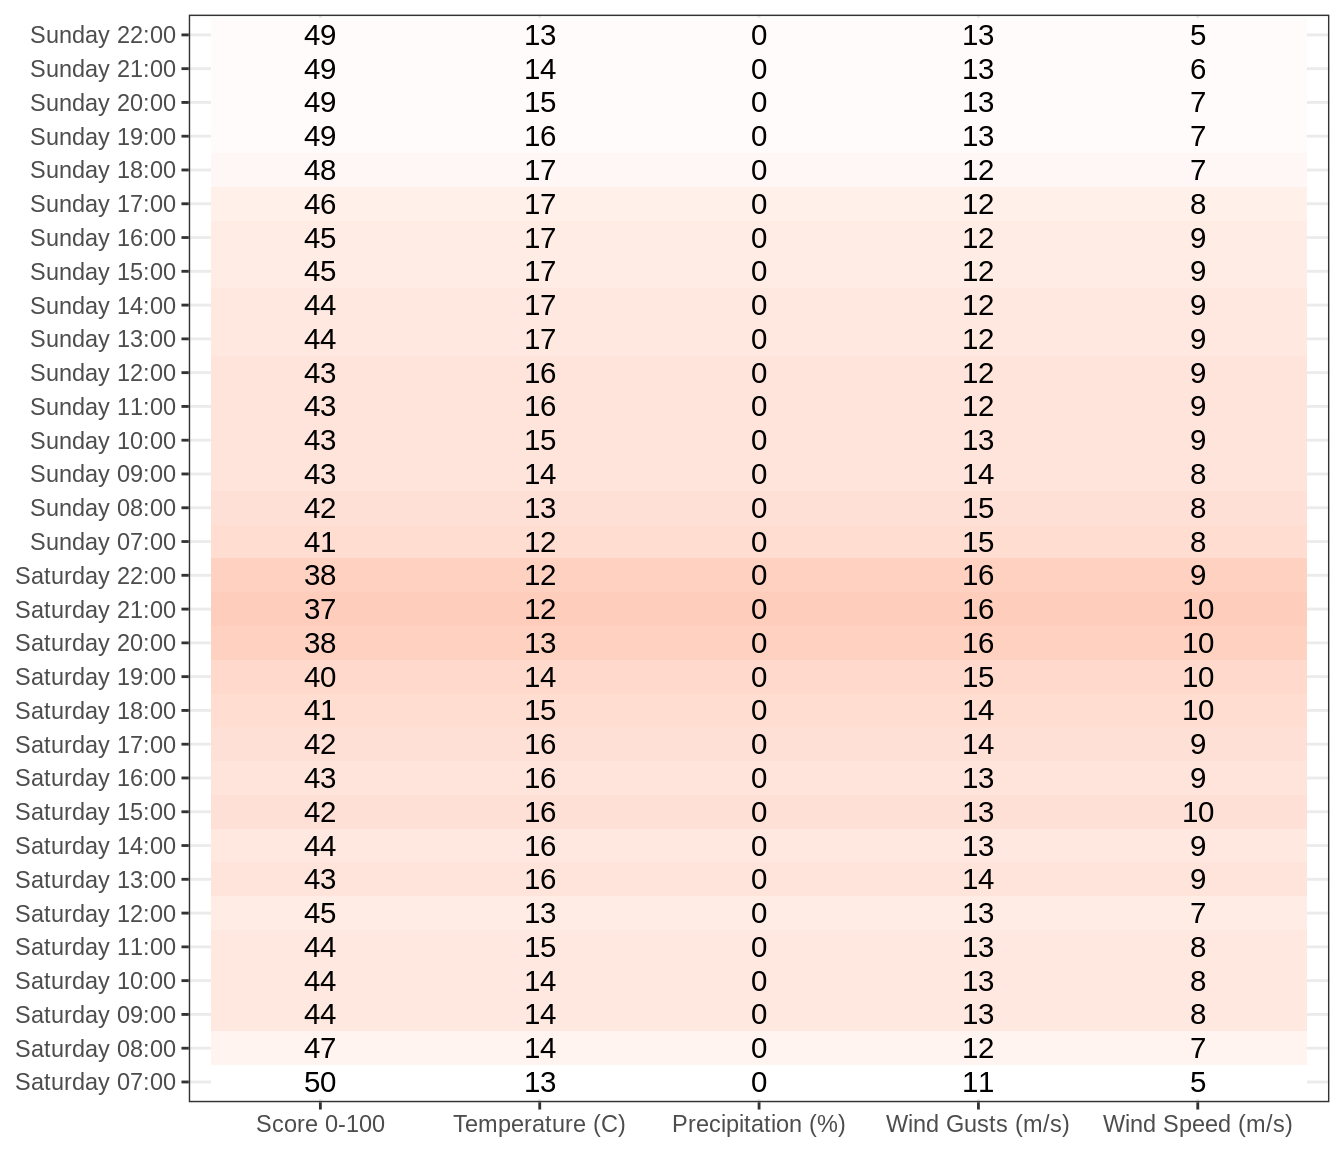 Sunday 22:00 49 13 0 13 5
Sunday 21:00 49 14 0 13 6
Sunday 20:00 49 15 0 13 7
Sunday 19:00 49 16 0 13 7
Sunday 18:00 48 17 0 12 7
Sunday 17:00 46 17 0 12 8
Sunday 16:00 45 17 0 12 9
Sunday 15:00 45 17 0 12 9
Sunday 14:00 44 17 0 12 9
Sunday 13:00 44 17 0 12 9
Sunday 12:00 43 16 0 12 9
Sunday 11:00 43 16 0 12 9
Sunday 10:00 43 15 0 13 9
Sunday 09:00 43 14 0 14 8
Sunday 08:00 42 13 0 15 8
Sunday 07:00 41 12 0 15 8
Saturday 22:00 38 12 0 16 9
Saturday 21:00 37 12 0 16 10
Saturday 20:00 38 13 0 16 10
Saturday 19:00 40 14 0 15 10
Saturday 18:00 41 15 0 14 10
Saturday 17:00 42 16 0 14 9
Saturday 16:00 43 16 0 13 9
Saturday 15:00 42 16 0 13 10
Saturday 14:00 44 16 0 13 9
Saturday 13:00 43 16 0 14 9
Saturday 12:00 45 13 0 13 7
Saturday 11:00 44 15 0 13 8
Saturday 10:00 44 14 0 13 8
Saturday 09:00 44 14 0 13 8
Saturday 08:00 47 14 0 12 7
Saturday 07:00 50 13 0 11 5
Score 0-100 Temperature (C) Precipitation (%) Wind Gusts (m/s) Wind Speed (m/s)